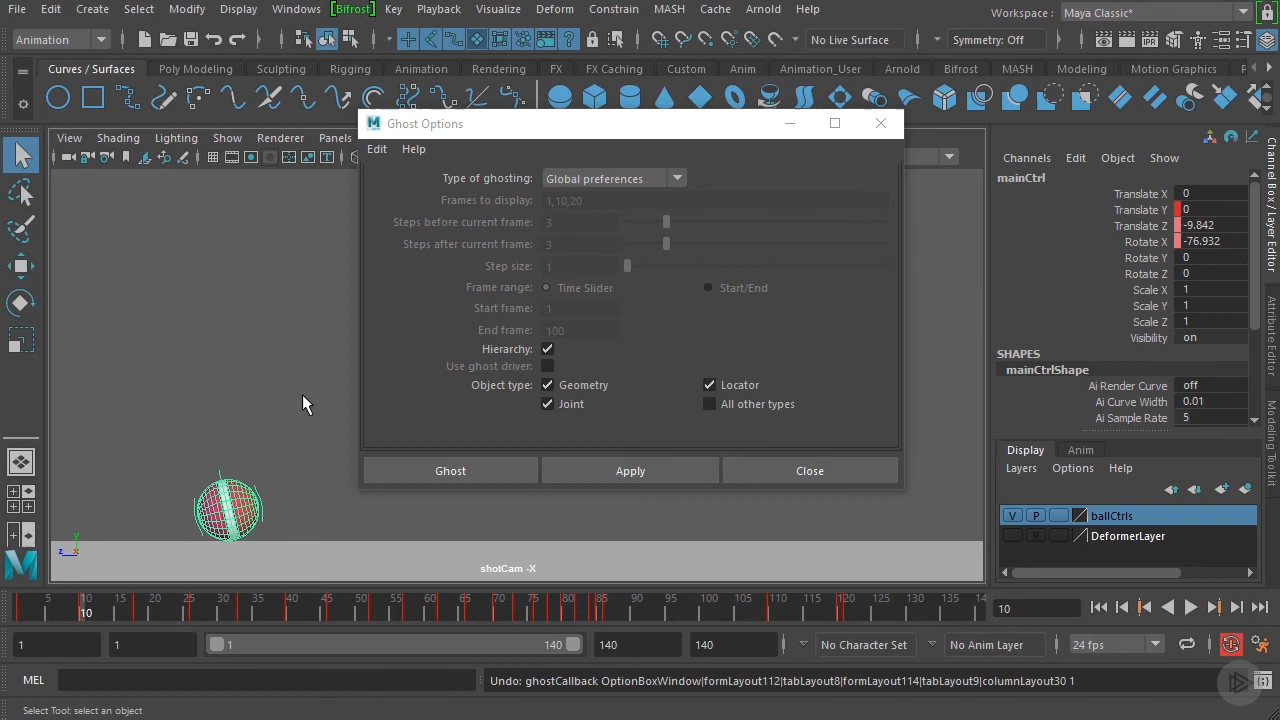 File Edit Create Select Modify Display Windows [Bifrost] Key Playback Visualize Deform Constrain MASH Cache Arnold Help Workspace : Maya Classic*
Animation No Live Surface Symmetry: Off
Curves / Surfaces Poly Modeling Sculpting Rigging Animation Rendering FX FX Caching Custom Anim Animation_User Arnold Bifrost MASH Modeling Motion Graphics
Ghost Options
View Shading Lighting Show Renderer Panels
Edit Help
Type of ghosting: Global preferences
Frames to display: 1,10,20
Steps before current frame: 3
Steps after current frame: 3
Step size: 1
Frame range: Time Slider Start/End
Start frame: 1
End frame: 100
Hierarchy:
Use ghost driver:
Object type: Geometry Locator
Joint All other types
Ghost Apply Close
y
z x
shotCam -X
Channels Edit Object Show
mainCtrl
Translate X 0
Translate Y 0
Translate Z -9.842
Rotate X -76.932
Rotate Y 0
Rotate Z 0
Scale X 1
Scale Y 1
Scale Z 1
Visibility on
SHAPES
mainCtrlShape
Ai Render Curve off
Ai Curve Width 0.01
Ai Sample Rate 5
Display Anim
Layers Options Help
V P ballCtrls
P DeformerLayer
Channel Box / Layer Editor
Attribute Editor
Modeling Toolkit
5 10 15 20 25 30 35 40 45 50 55 60 65 70 75 80 85 90 95 100 105 110 115 120 125 130 135 14
10 10
1 1 1 140 140 140 No Character Set No Anim Layer 24 fps
MEL Undo: ghostCallback OptionBoxWindow|formLayout112|tabLayout8|formLayout114|tabLayout9|columnLayout30 1
Select Tool: select an object